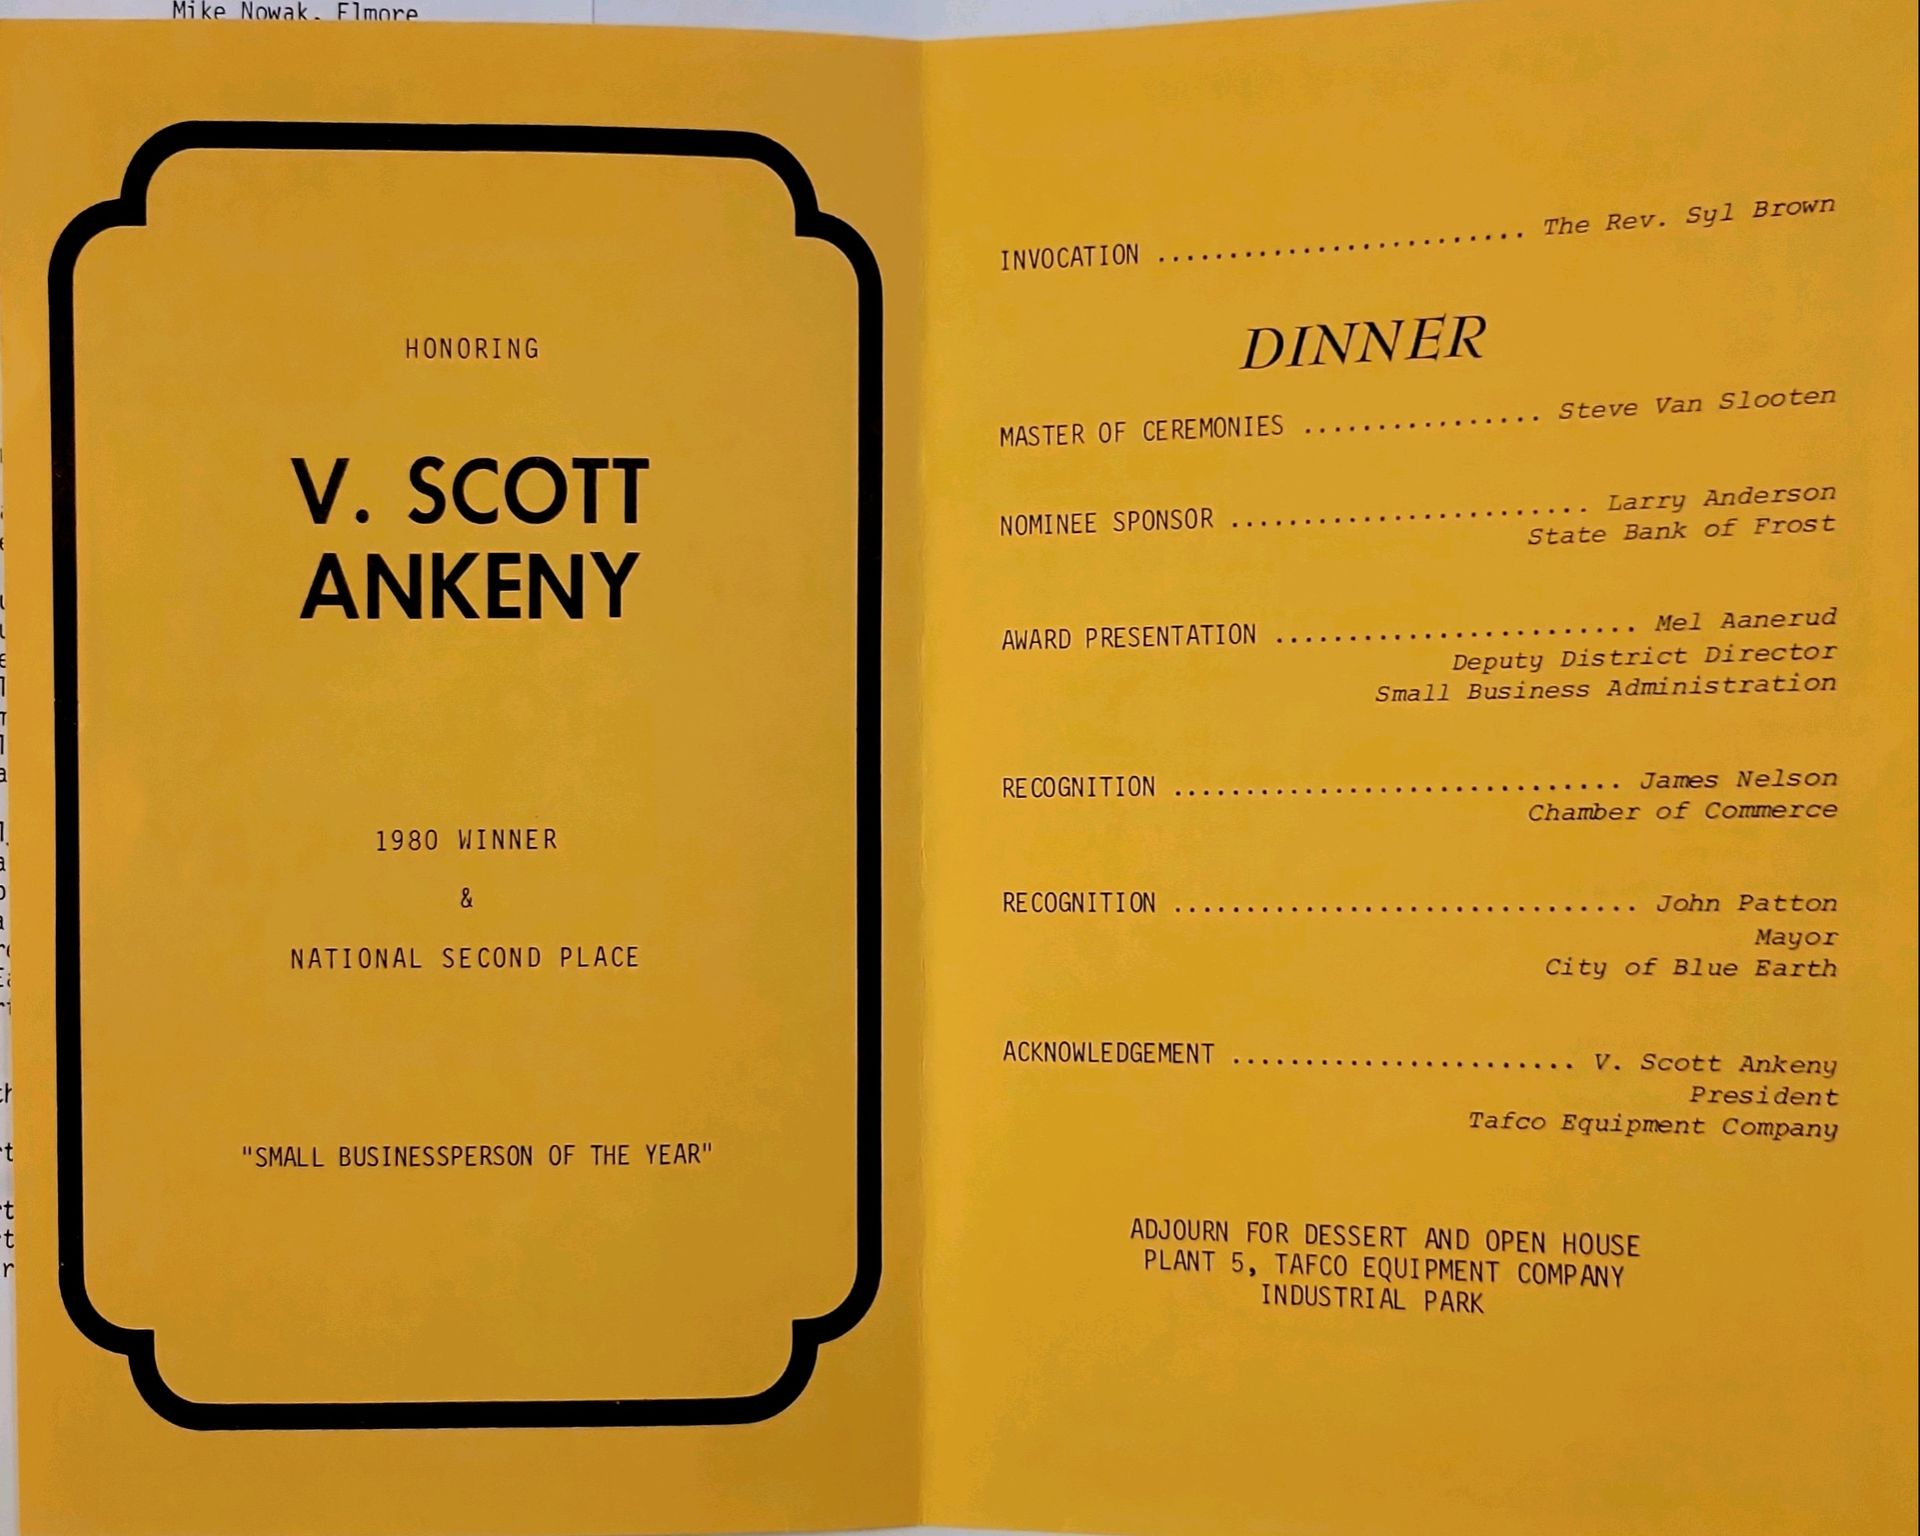 Mike Nowak, Elmore
HONORING
V. SCOTT
ANKENY
1980 WINNER
&
NATIONAL SECOND PLACE
"SMALL BUSINESSPERSON OF THE YEAR"
INVOCATION ......................... The Rev. Syl Brown
DINNER
MASTER OF CEREMONIES ................ Steve Van Slooten
NOMINEE SPONSOR ......................... Larry Anderson
State Bank of Frost
AWARD PRESENTATION ......................... Mel Aanerud
Deputy District Director
Small Business Administration
RECOGNITION ............................... James Nelson
Chamber of Commerce
RECOGNITION ................................ John Patton
Mayor
City of Blue Earth
ACKNOWLEDGEMENT ........................ V. Scott Ankeny
President
Tafco Equipment Company
ADJOURN FOR DESSERT AND OPEN HOUSE
PLANT 5, TAFCO EQUIPMENT COMPANY
INDUSTRIAL PARK